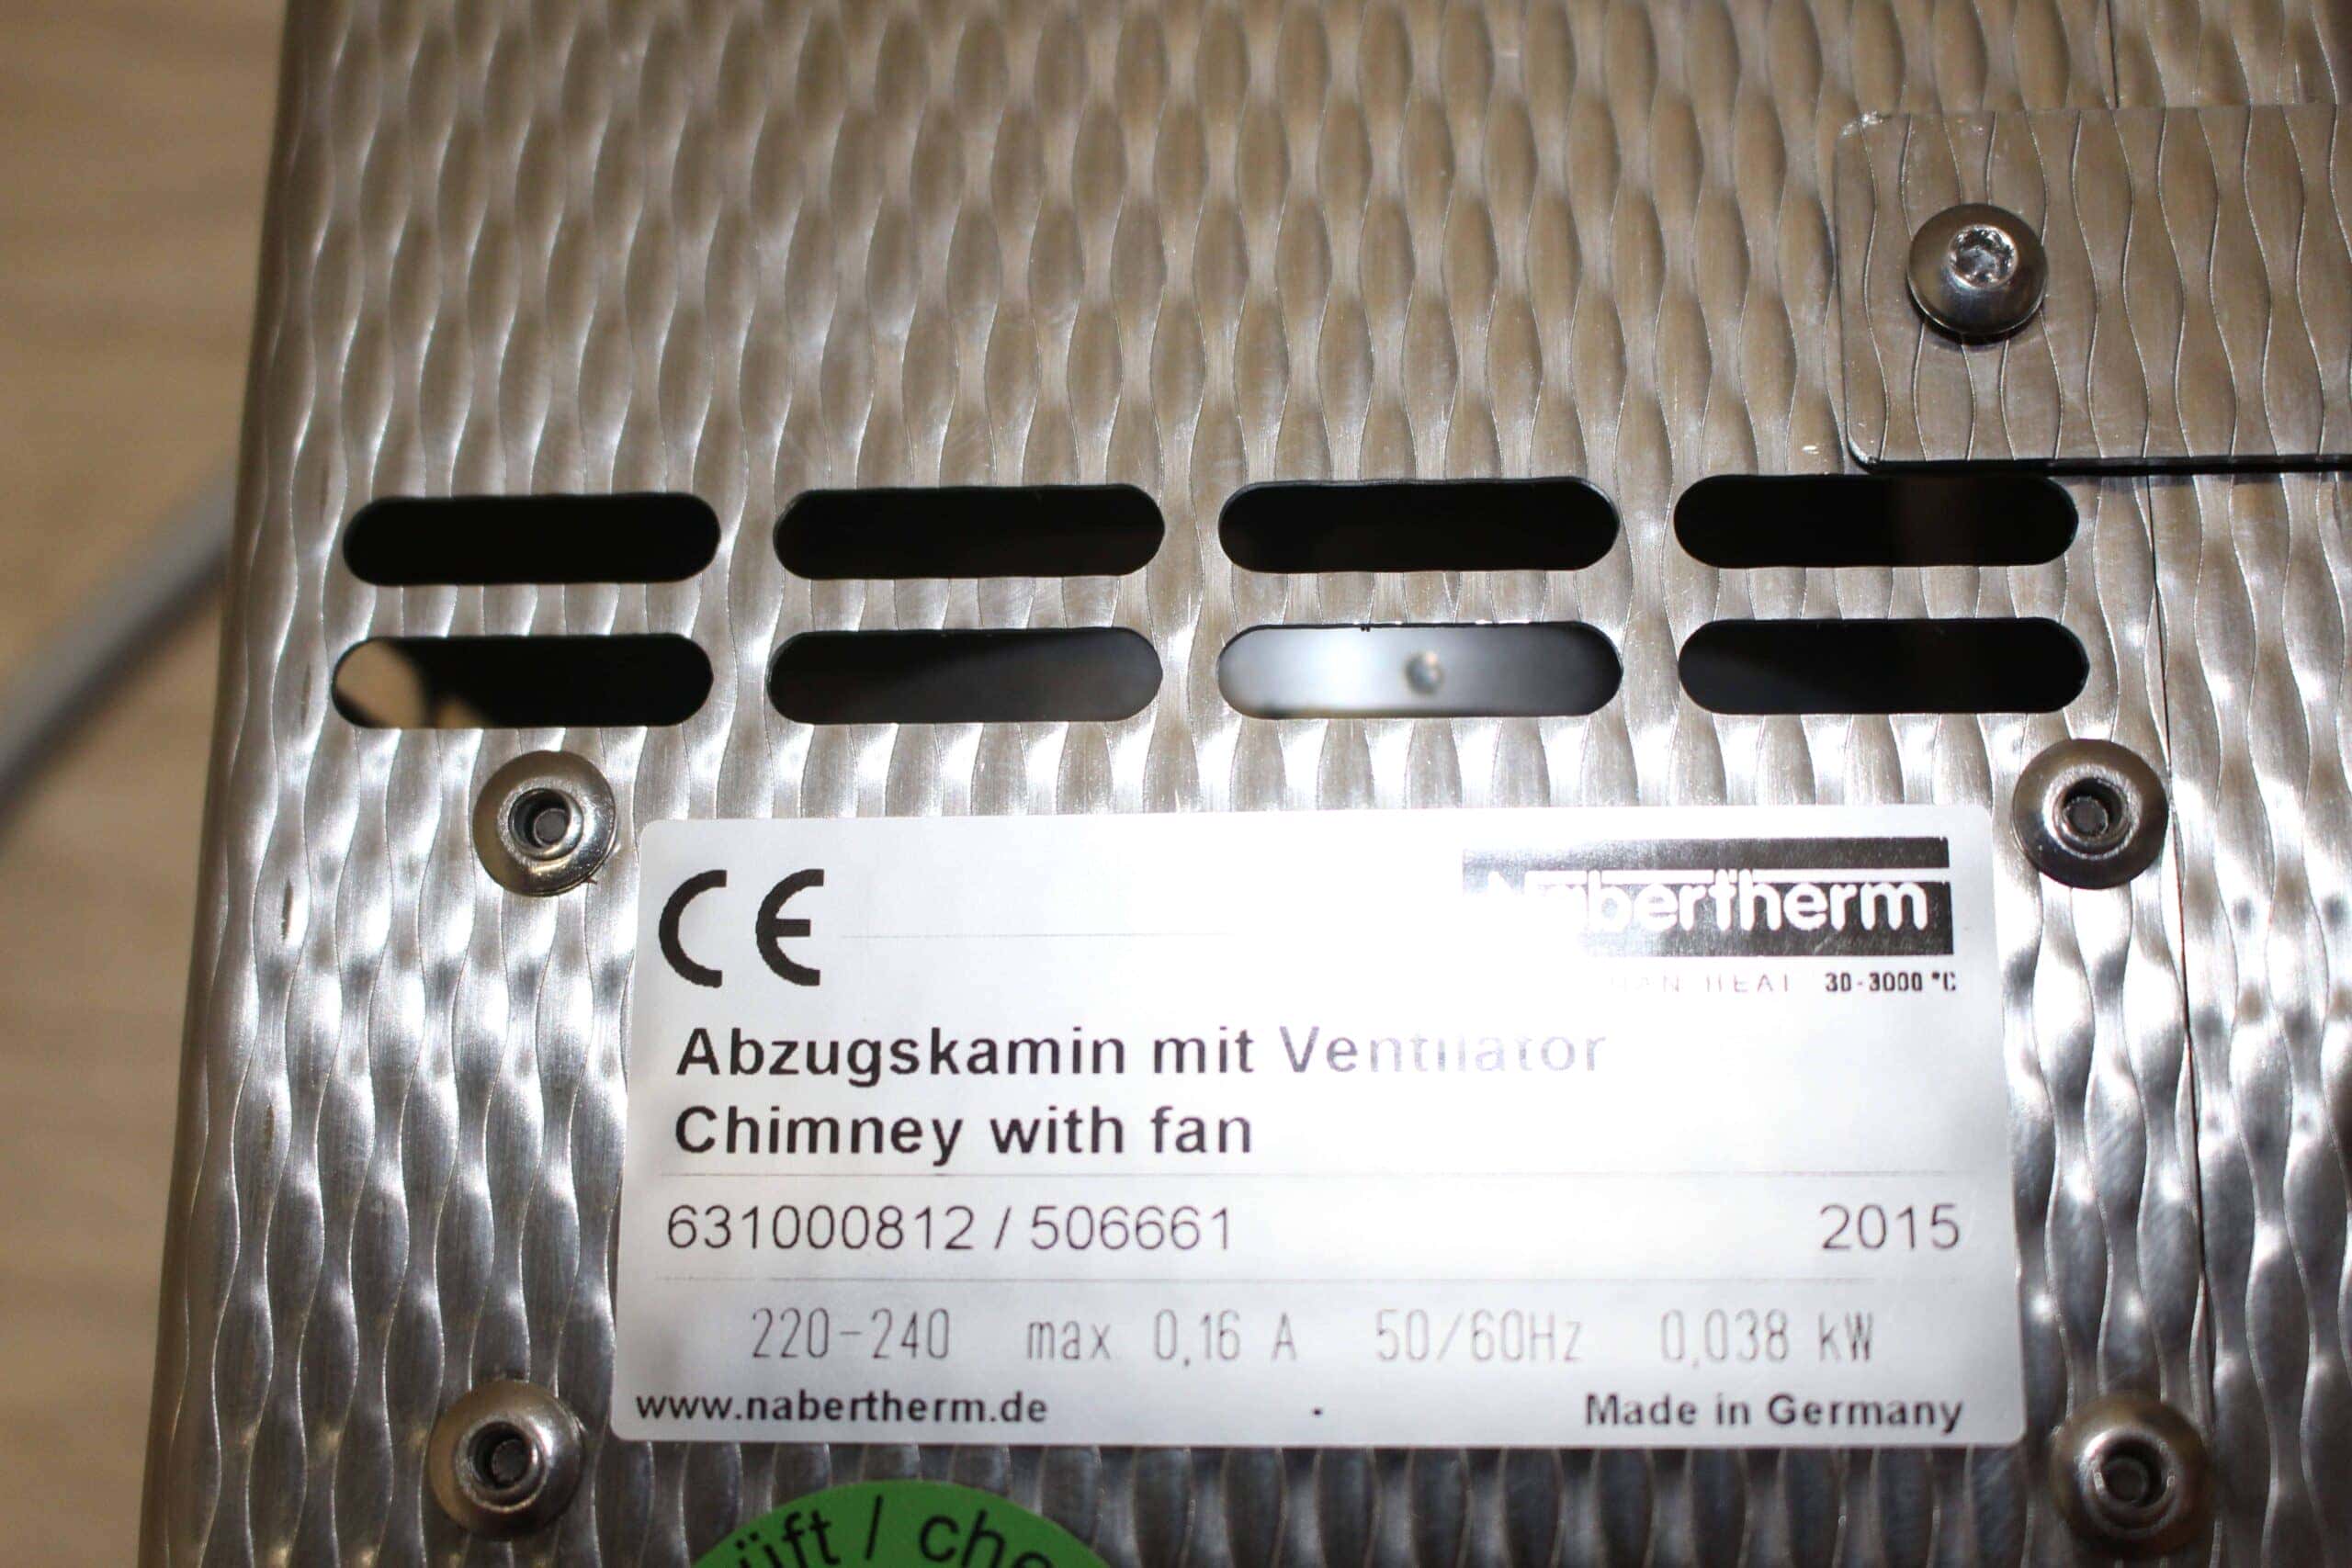 CE
Nabertherm
HEAT 30-3000 °C
Abzugskamin mit Ventilator
Chimney with fan
631000812 / 506661 2015
220-240 max 0,16 A 50/60Hz 0,038 kW
www.nabertherm.de Made in Germany